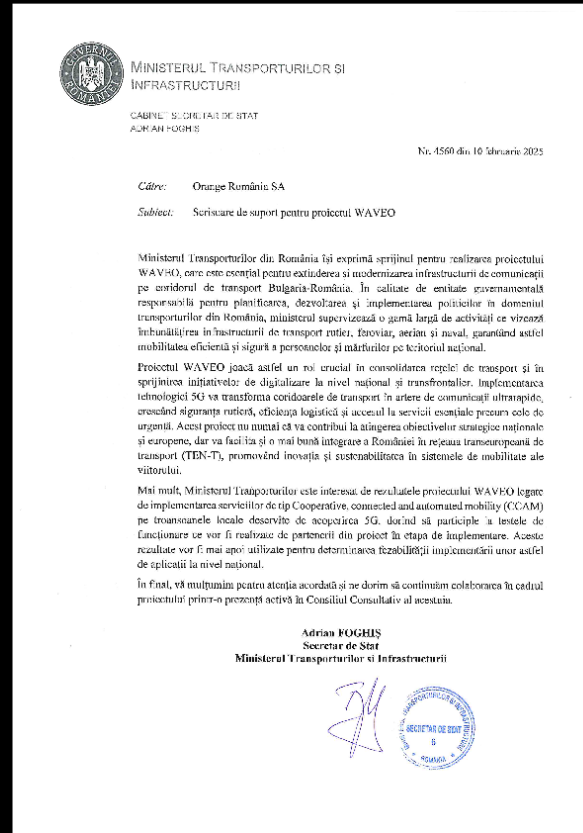 GUVERNUL ROMÂNIEI
MINISTERUL TRANSPORTURILOR ȘI
INFRASTRUCTURII
CABINET SECRETAR DE STAT
ADRIAN FOGHIȘ
Nr. 4560 din 10 februarie 2025
Către: Orange România SA
Subiect: Scrisoare de suport pentru proiectul WAVEO
Ministerul Transporturilor din România își exprimă sprijinul pentru realizarea proiectului
WAVEO, care este esențial pentru extinderea si modernizarea infrastructurii de comunicații
pe coridorul de transport Bulgaria-România. În calitate de entitate guvernamentală
responsabilă pentru planificarea, dezvoltarea și implementarea politicilor în domeniul
transporturilor din România, ministerul supervizează o gamă largă de activități ce vizează
îmbunătățirea infrastructurii de transport rutier, feroviar, aerian și naval, garantând astfel
mobilitatea eficientă și sigură a persoanelor și mărfurilor pe teritoriul național.
Proiectul WAVEO joacă astfel un rol crucial în consolidarea rețelei de transport și în
sprijinirea inițiativelor de digitalizare la nivel național și transfrontalier. Implementarea
tehnologiei 5G va transforma coridoarele de transport în artere de comunicații ultrarapide,
crescând siguranța rutieră, eficiența logistică și accesul la servicii esențiale precum cele de
urgență. Acest proiect nu numai că va contribui la atingerea obiectivelor strategice naționale
și europene, dar va facilita și o mai bună integrare a României în rețeaua transeuropeană de
transport (TEN-T), promovând inovația și sustenabilitatea în sistemele de mobilitate ale
viitorului.
Mai mult, Ministerul Tranporturilor este interesat de rezultatele proiectului WAVEO legate
de implementarea serviciilor de tip Cooperative, connected and automated mobility (CCAM)
pe tronsoanele locale deservite de acoperirea 5G, dorind să participle la testele de
funcționare ce vor fi realizate de partenerii din proiect în etapa de implementare. Aceste
rezultate vor fi mai apoi utilizate pentru determinarea fezabilității implementării unor astfel
de aplicatii la nivel național.
În final, vă mulțumim pentru atenția acordată și ne dorim să continuăm colaborarea în cadrul
proiectului printr-o prezență activă în Consiliul Consultativ al acestuia.
Adrian FOGHIȘ
Secretar de Stat
Ministerul Transporturilor si Infrastructurii
MINISTERUL TRANSPORTURILOR ȘI INFRASTRUCTURII
SECRETAR DE STAT
6
ROMÂNIA